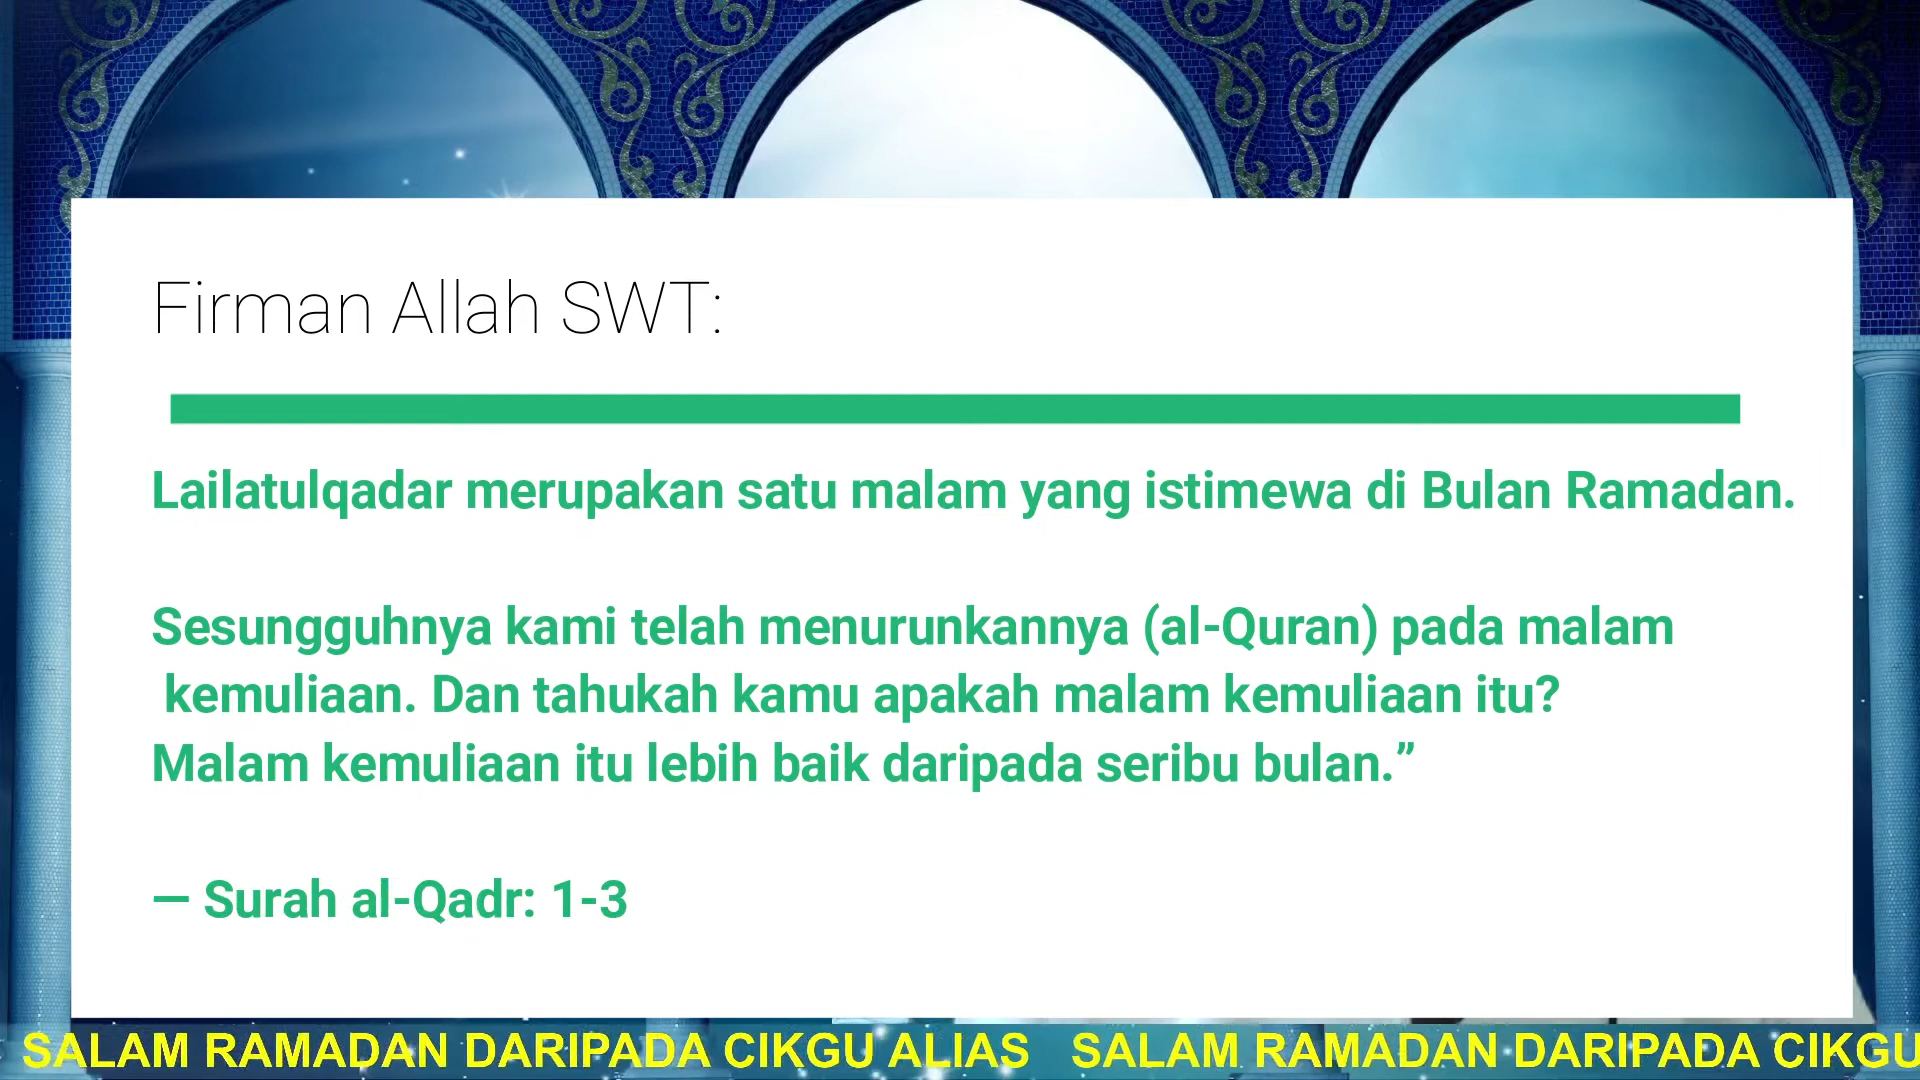 Firman Allah SWT:
Lailatulqadar merupakan satu malam yang istimewa di Bulan Ramadan.
Sesungguhnya kami telah menurunkannya (al-Quran) pada malam
kemuliaan. Dan tahukah kamu apakah malam kemuliaan itu?
Malam kemuliaan itu lebih baik daripada seribu bulan.”
— Surah al-Qadr: 1-3
SALAM RAMADAN DARIPADA CIKGU ALIAS SALAM RAMADAN DARIPADA CIKGU